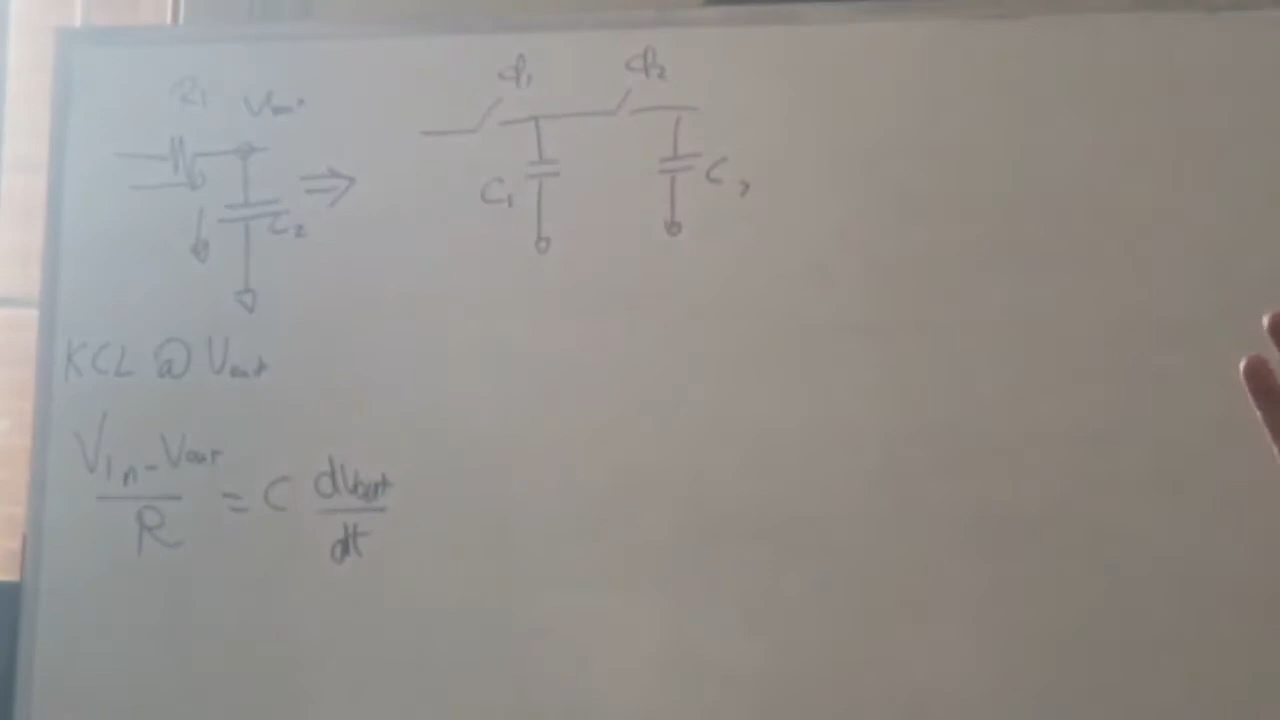 R1 Vout
C2
⇒
φ1 φ2
C1 C2
KCL @ Vout
(Vin - Vout)/R = C dVout/dt